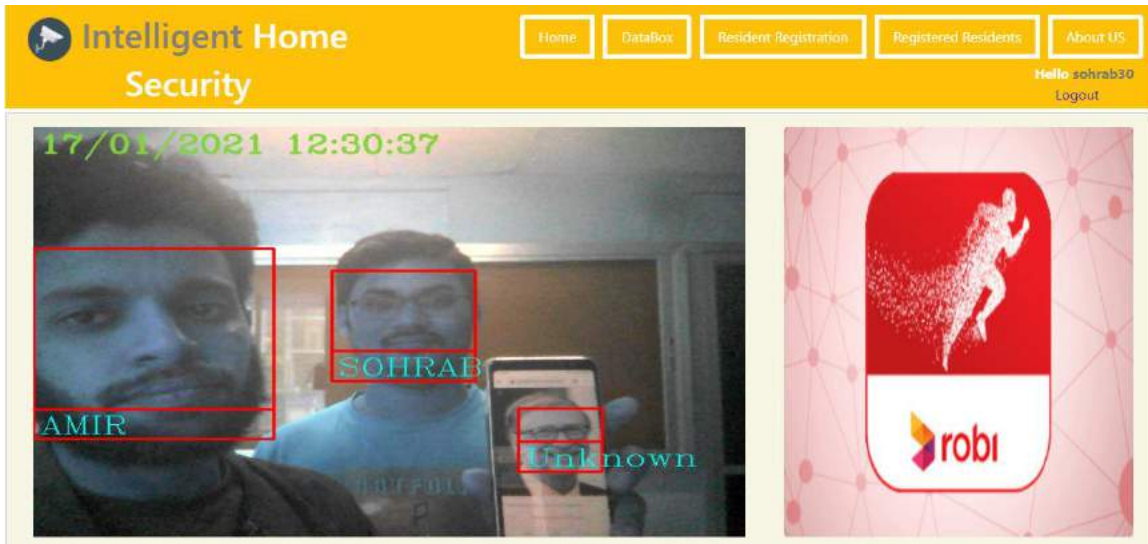 Intelligent Home
Security
Home
DataBox
Resident Registration
Registered Residents
About US
Hello sohrab30
Logout
17/01/2021 12:30:37
SOHRAB
AMIR
Unknown
robi